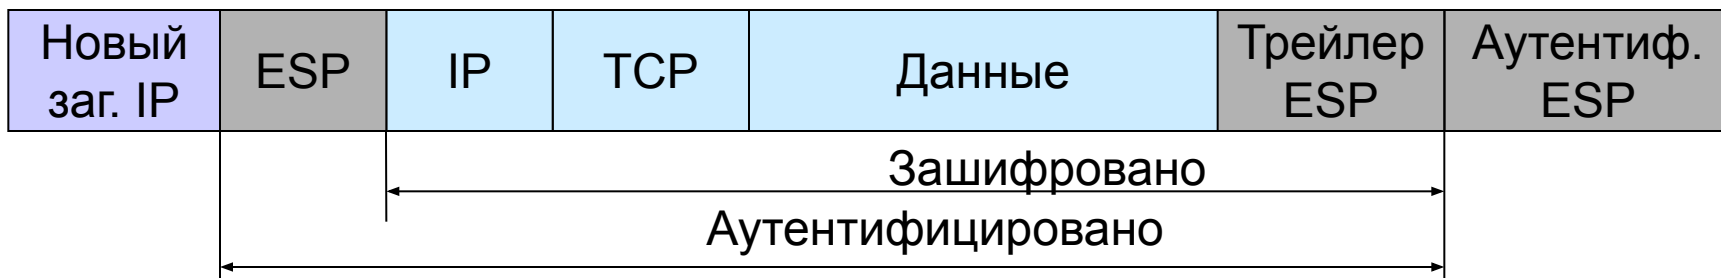 Новый
заг. IP
ESP
IP
TCP
Данные
Трейлер
ESP
Аутентиф.
ESP
Зашифровано
Аутентифицировано